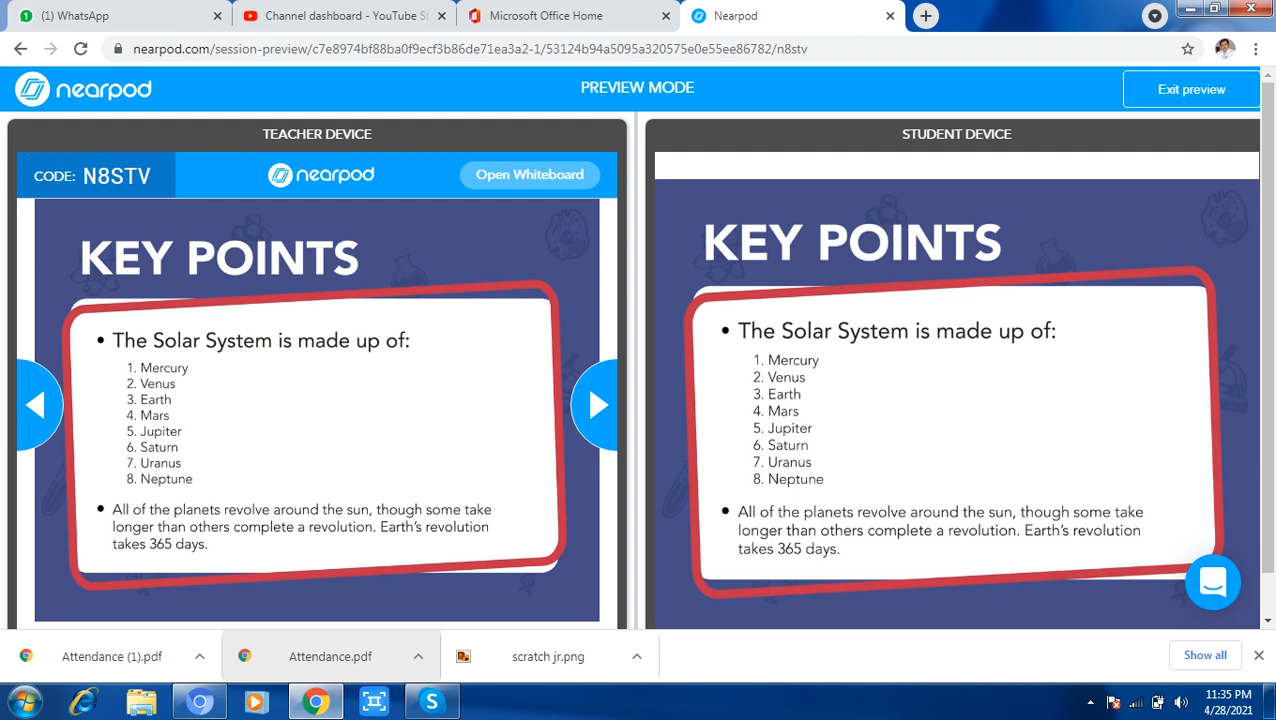 (1) WhatsApp
Channel dashboard - YouTube St
Microsoft Office Home
Nearpod
nearpod.com/session-preview/c7e8974bf88ba0f9ecf3b86de71ea3a2-1/53124b94a5095a320575e0e55ee86782/n8stv
nearpod
PREVIEW MODE
Exit preview
TEACHER DEVICE
CODE: N8STV
nearpod
Open Whiteboard
KEY POINTS
• The Solar System is made up of:
1. Mercury
2. Venus
3. Earth
4. Mars
5. Jupiter
6. Saturn
7. Uranus
8. Neptune
• All of the planets revolve around the sun, though some take
longer than others complete a revolution. Earth's revolution
takes 365 days.
STUDENT DEVICE
KEY POINTS
• The Solar System is made up of:
1. Mercury
2. Venus
3. Earth
4. Mars
5. Jupiter
6. Saturn
7. Uranus
8. Neptune
• All of the planets revolve around the sun, though some take
longer than others complete a revolution. Earth's revolution
takes 365 days.
Attendance (1).pdf
Attendance.pdf
scratch jr.png
Show all
11:35 PM
4/28/2021